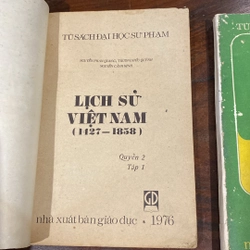 TỦ SÁCH ĐẠI HỌC SƯ PHẠM
LỊCH SỬ
VIỆT NAM
(1427—1858)
Quyển 2
Tập 1
nhà xuất bản giáo dục - 1976
TỦ